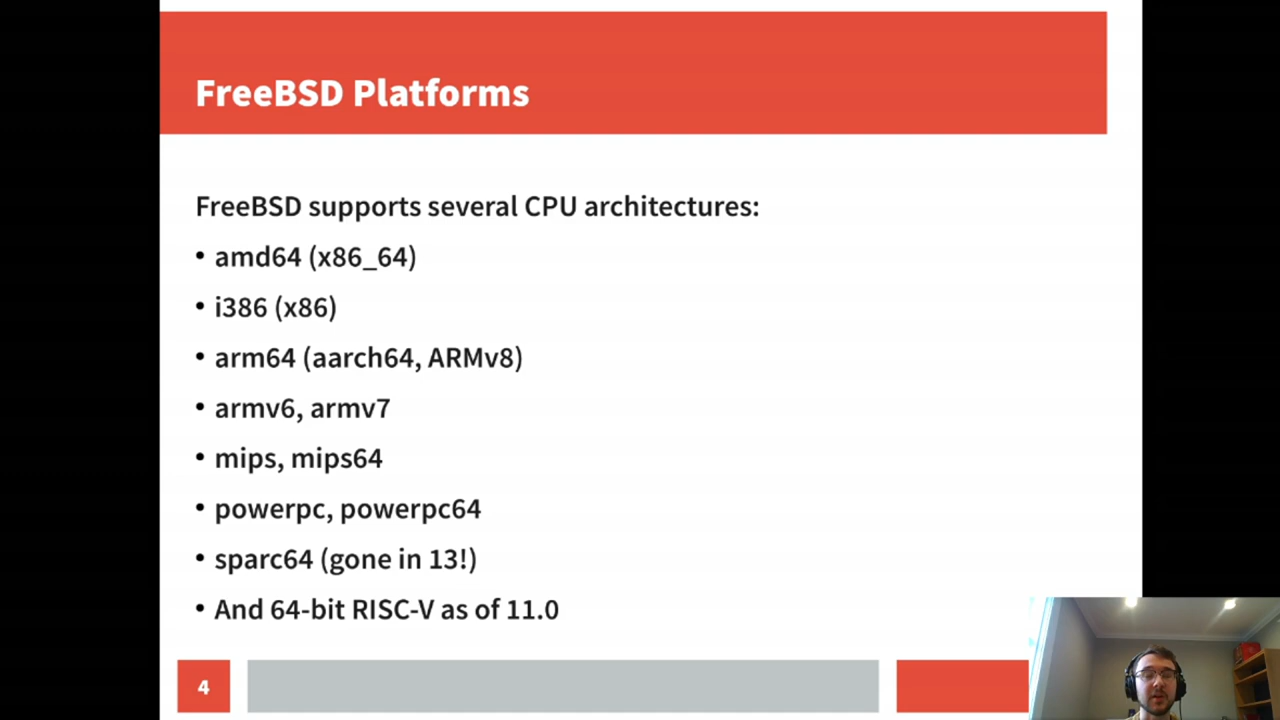 FreeBSD Platforms
FreeBSD supports several CPU architectures:
• amd64 (x86_64)
• i386 (x86)
• arm64 (aarch64, ARMv8)
• armv6, armv7
• mips, mips64
• powerpc, powerpc64
• sparc64 (gone in 13!)
• And 64-bit RISC-V as of 11.0
4